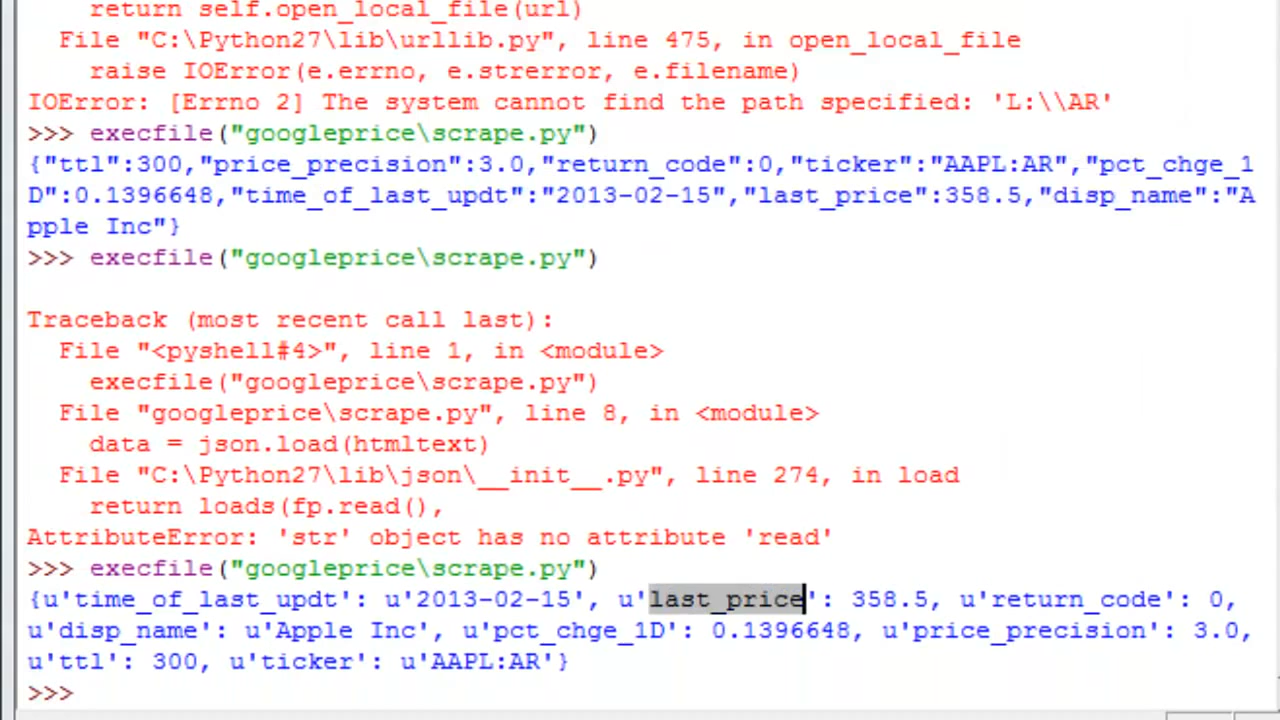 return self.open_local_file(url)
File "C:\Python27\lib\urllib.py", line 475, in open_local_file
raise IOError(e.errno, e.strerror, e.filename)
IOError: [Errno 2] The system cannot find the path specified: 'L:\\AR'
>>> execfile("googleprice\scrape.py")
{"ttl":300,"price_precision":3.0,"return_code":0,"ticker":"AAPL:AR","pct_chge_1
D":0.1396648,"time_of_last_updt":"2013-02-15","last_price":358.5,"disp_name":"A
pple Inc"}
>>> execfile("googleprice\scrape.py")
Traceback (most recent call last):
File "<pyshell#4>", line 1, in <module>
execfile("googleprice\scrape.py")
File "googleprice\scrape.py", line 8, in <module>
data = json.load(htmltext)
File "C:\Python27\lib\json\__init__.py", line 274, in load
return loads(fp.read(),
AttributeError: 'str' object has no attribute 'read'
>>> execfile("googleprice\scrape.py")
{u'time_of_last_updt': u'2013-02-15', u'last_price': 358.5, u'return_code': 0,
u'disp_name': u'Apple Inc', u'pct_chge_1D': 0.1396648, u'price_precision': 3.0,
u'ttl': 300, u'ticker': u'AAPL:AR'}
>>>